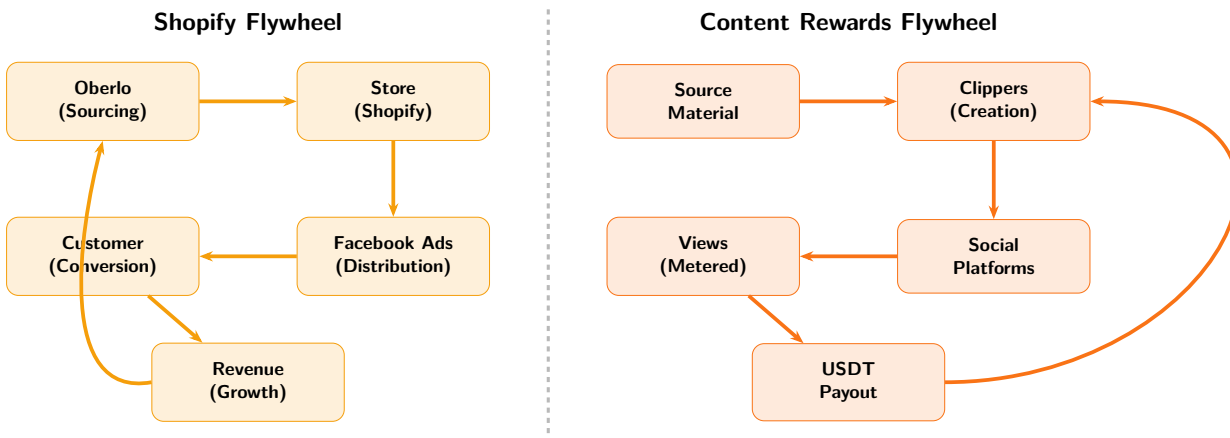 Shopify Flywheel
Oberlo
(Sourcing)
Store
(Shopify)
Customer
(Conversion)
Facebook Ads
(Distribution)
Revenue
(Growth)
Content Rewards Flywheel
Source
Material
Clippers
(Creation)
Views
(Metered)
Social
Platforms
USDT
Payout